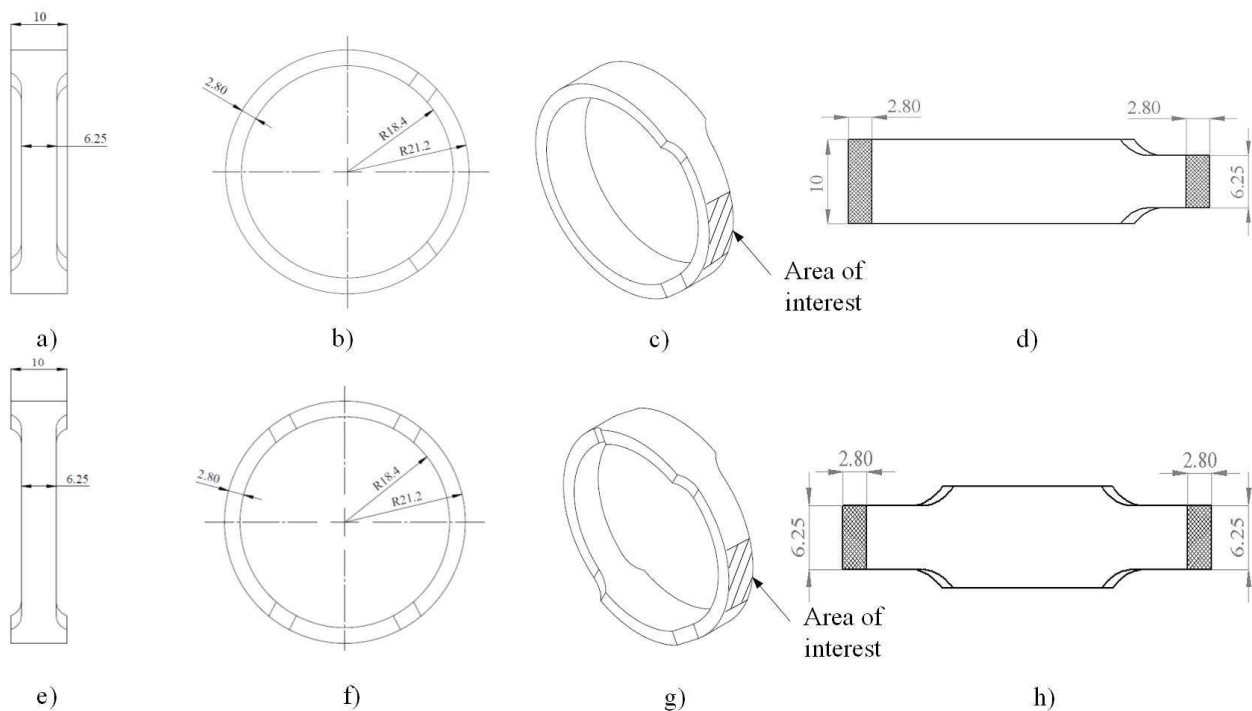 10
6.25
a)
2.80
R18.4
R21.2
b)
Area of
interest
c)
2.80
2.80
10
6.25
d)
10
6.25
e)
2.80
R18.4
R21.2
f)
Area of
interest
g)
2.80
2.80
6.25
6.25
h)